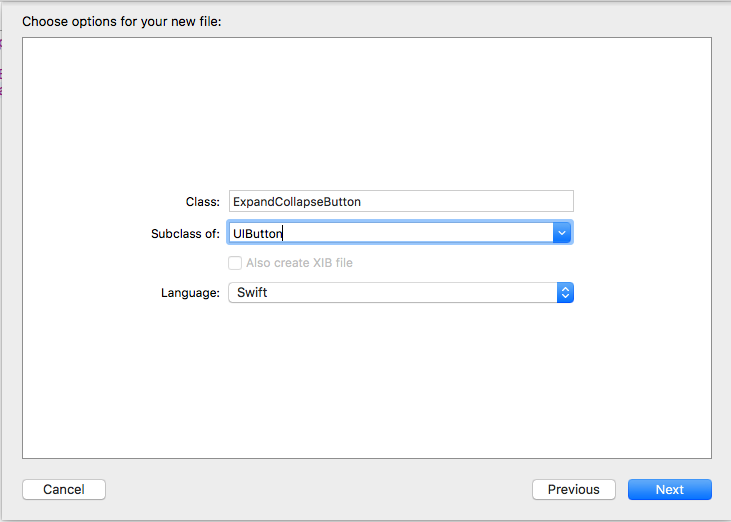 Choose options for your new file:
Class: ExpandCollapseButton
Subclass of: UIButton
Also create XIB file
Language: Swift
Cancel Previous Next